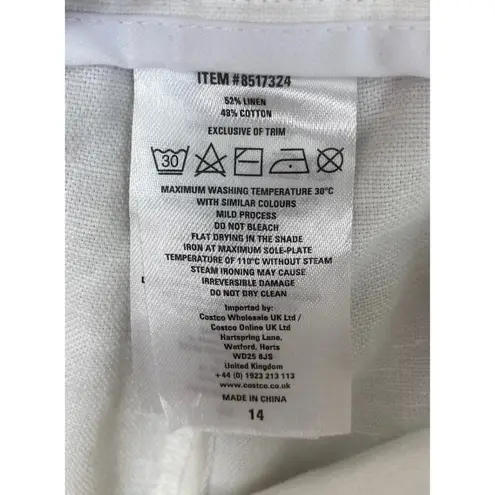 ITEM #8517324
52% LINEN
48% COTTON
EXCLUSIVE OF TRIM
30
MAXIMUM WASHING TEMPERATURE 30°C
WITH SIMILAR COLOURS
MILD PROCESS
DO NOT BLEACH
FLAT DRYING IN THE SHADE
IRON AT MAXIMUM SOLE-PLATE
TEMPERATURE OF 110°C WITHOUT STEAM
STEAM IRONING MAY CAUSE
IRREVERSIBLE DAMAGE
DO NOT DRY CLEAN
Imported by:
Costco Wholesale UK Ltd /
Costco Online UK Ltd
Hartspring Lane,
Watford, Herts
WD25 8JS
United Kingdom
+44 (0) 1923 213 113
www.costco.co.uk
MADE IN CHINA
14